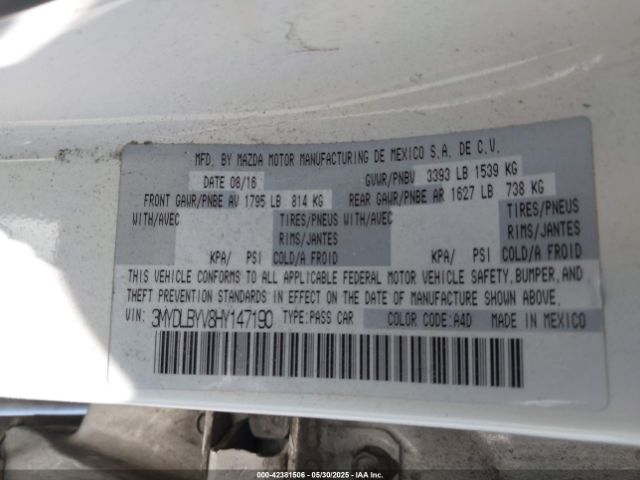 MFD. BY MAZDA MOTOR MANUFACTURING DE MEXICO S.A. DE C.V.
DATE 08/16 GVWR/PNBV 3393 LB 1539 KG
FRONT GAWR/PNBE AV 1795 LB 814 KG REAR GAWR/PNBE AR 1627 LB 738 KG
WITH/AVEC TIRES/PNEUS WITH/AVEC TIRES/PNEUS
RIMS/JANTES RIMS/JANTES
KPA/ PSI COLD/A FROID KPA/ PSI COLD/A FROID
THIS VEHICLE CONFORMS TO ALL APPLICABLE FEDERAL MOTOR VEHICLE SAFETY, BUMPER, AND
THEFT PREVENTION STANDARDS IN EFFECT ON THE DATE OF MANUFACTURE SHOWN ABOVE.
VIN: 3MYDLBYV8HY147190 TYPE:PASS CAR COLOR CODE:A4D MADE IN MEXICO
000-42381506 - 05/30/2025 - IAA Inc.